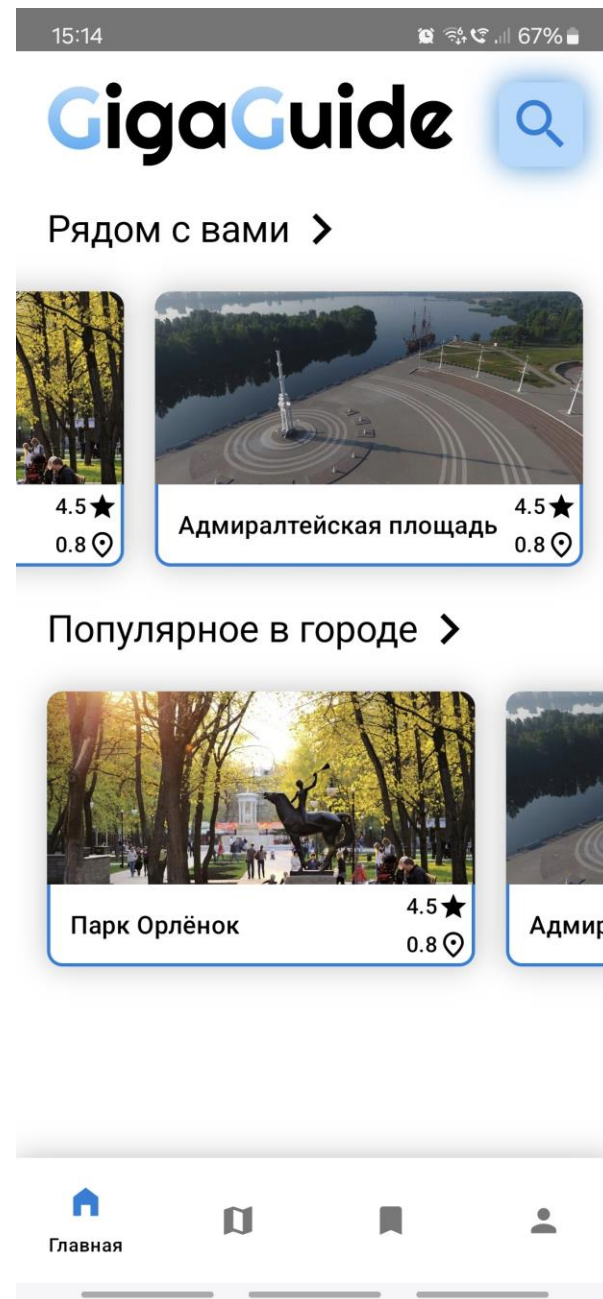 15:14 67%
GigaGuide
Рядом с вами
4.5
0.8
Адмиралтейская площадь
4.5
0.8
Популярное в городе
Парк Орлёнок
4.5
0.8
Адмир
Главная